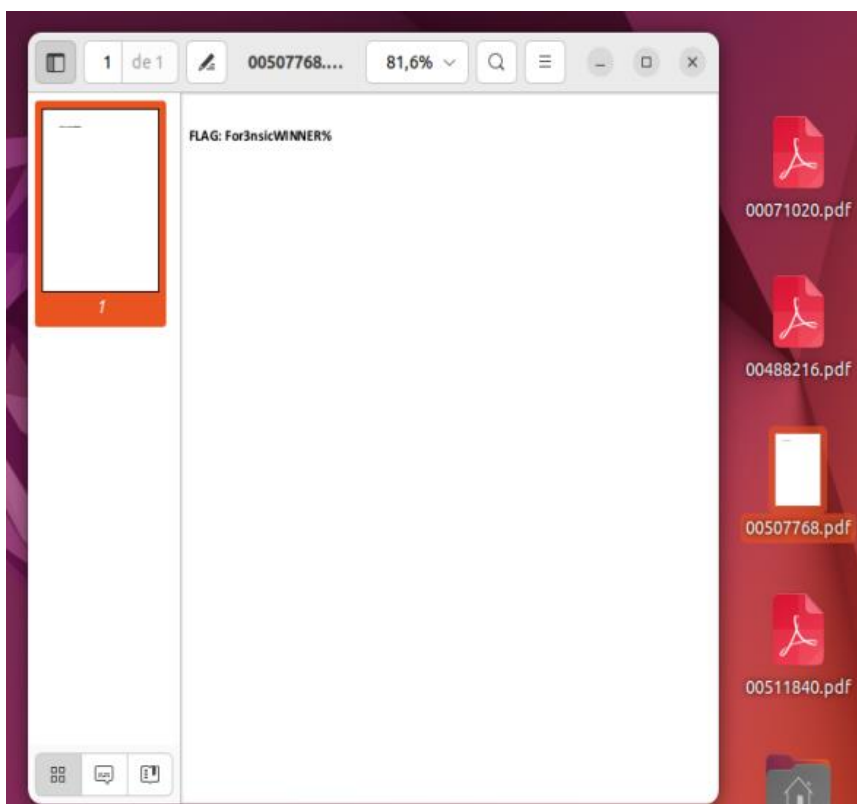 1 de 1 00507768.... 81,6%
FLAG: For3nsicWINNER%
1
00071020.pdf
00488216.pdf
00507768.pdf
00511840.pdf